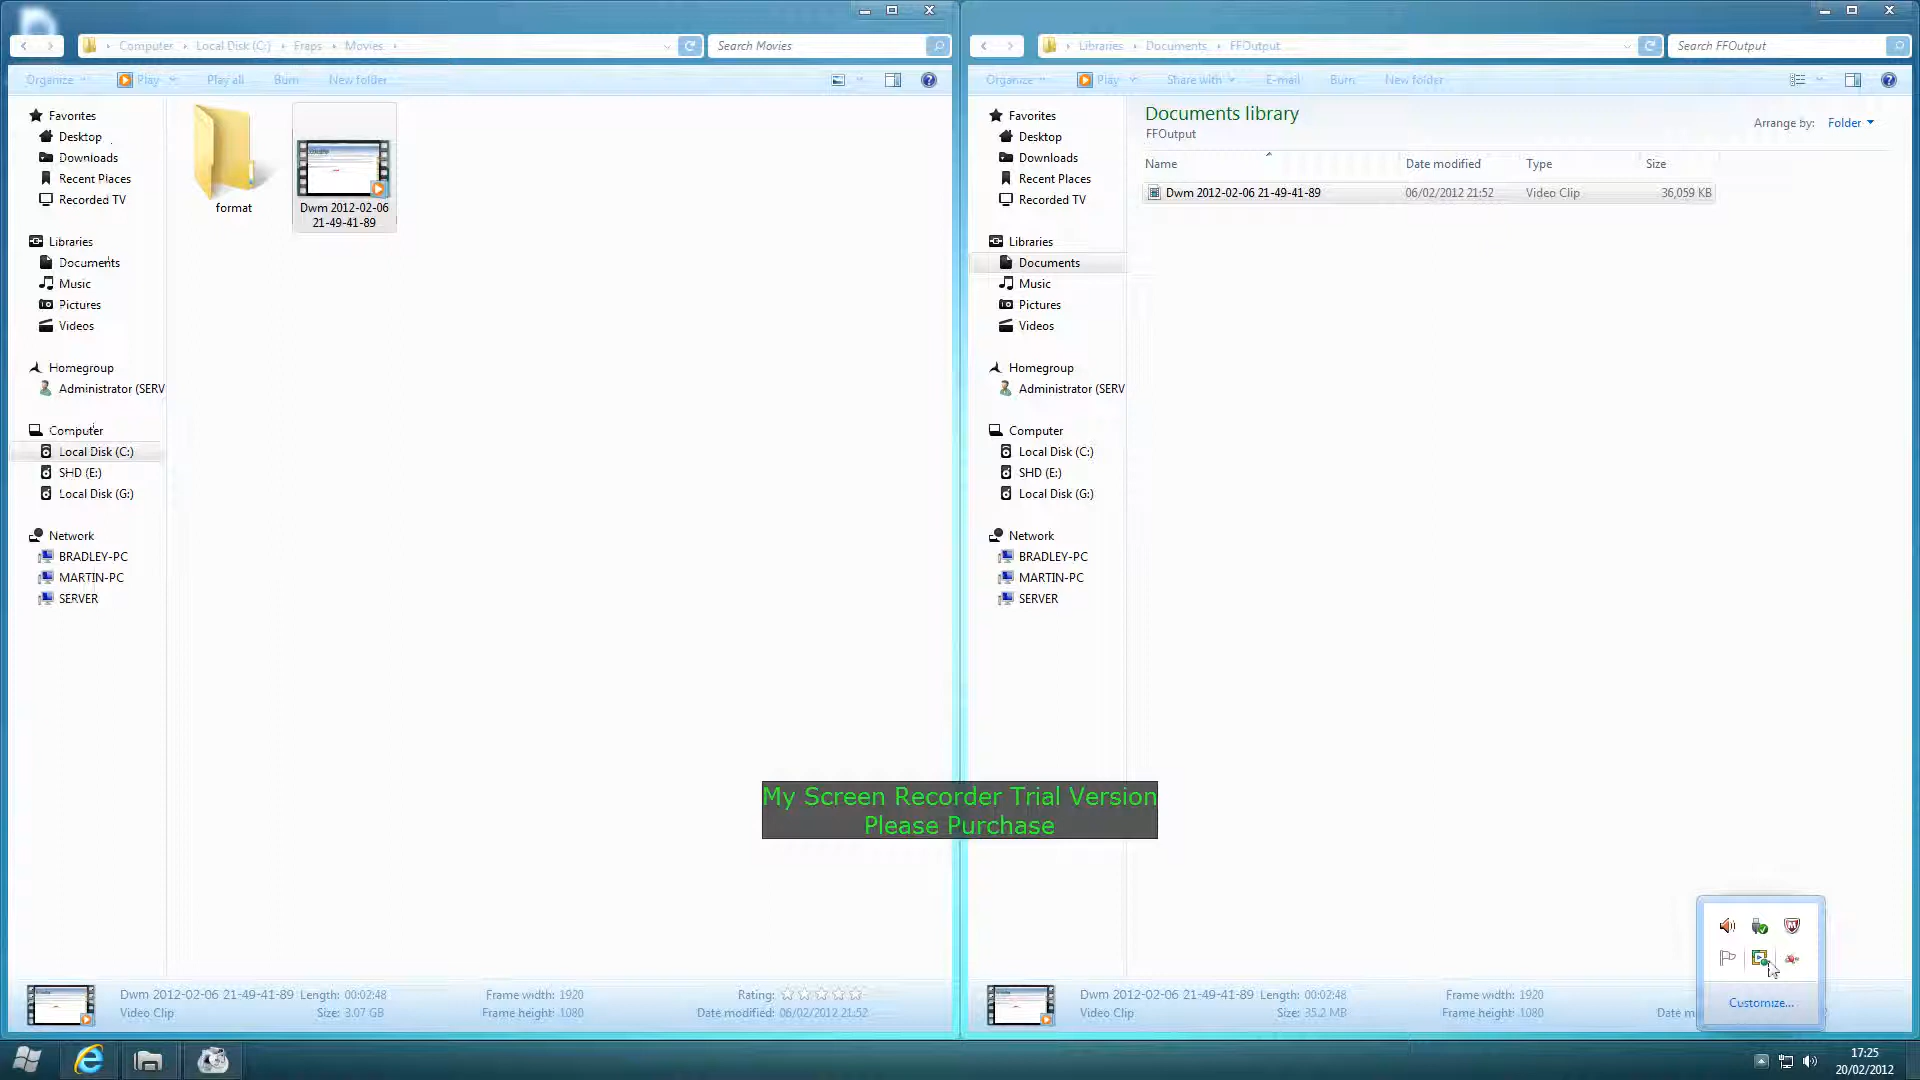 Computer Local Disk (C:) Fraps Movies
Search Movies
Organize Play Play all Burn New folder
Favorites
Desktop
Downloads
Recent Places
Recorded TV
Libraries
Documents
Music
Pictures
Videos
Homegroup
Administrator (SERV
Computer
Local Disk (C:)
SHD (E:)
Local Disk (G:)
Network
BRADLEY-PC
MARTIN-PC
SERVER
format
Dwm 2012-02-06
21-49-41-89
Dwm 2012-02-06 21-49-41-89 Length: 00:02:48 Frame width: 1920 Rating:
Video Clip Size: 3.07 GB Frame height: 1080 Date modified: 06/02/2012 21:52
Libraries Documents FFOutput
Search FFOutput
Organize Play Share with E-mail Burn New folder
Favorites
Desktop
Downloads
Recent Places
Recorded TV
Libraries
Documents
Music
Pictures
Videos
Homegroup
Administrator (SERV
Computer
Local Disk (C:)
SHD (E:)
Local Disk (G:)
Network
BRADLEY-PC
MARTIN-PC
SERVER
Documents library
FFOutput
Arrange by: Folder
Name Date modified Type Size
Dwm 2012-02-06 21-49-41-89 06/02/2012 21:52 Video Clip 36,059 KB
My Screen Recorder Trial Version
Please Purchase
Dwm 2012-02-06 21-49-41-89 Length: 00:02:48 Frame width: 1920
Video Clip Size: 35.2 MB Frame height: 1080 Date m
Customize...
17:25
20/02/2012